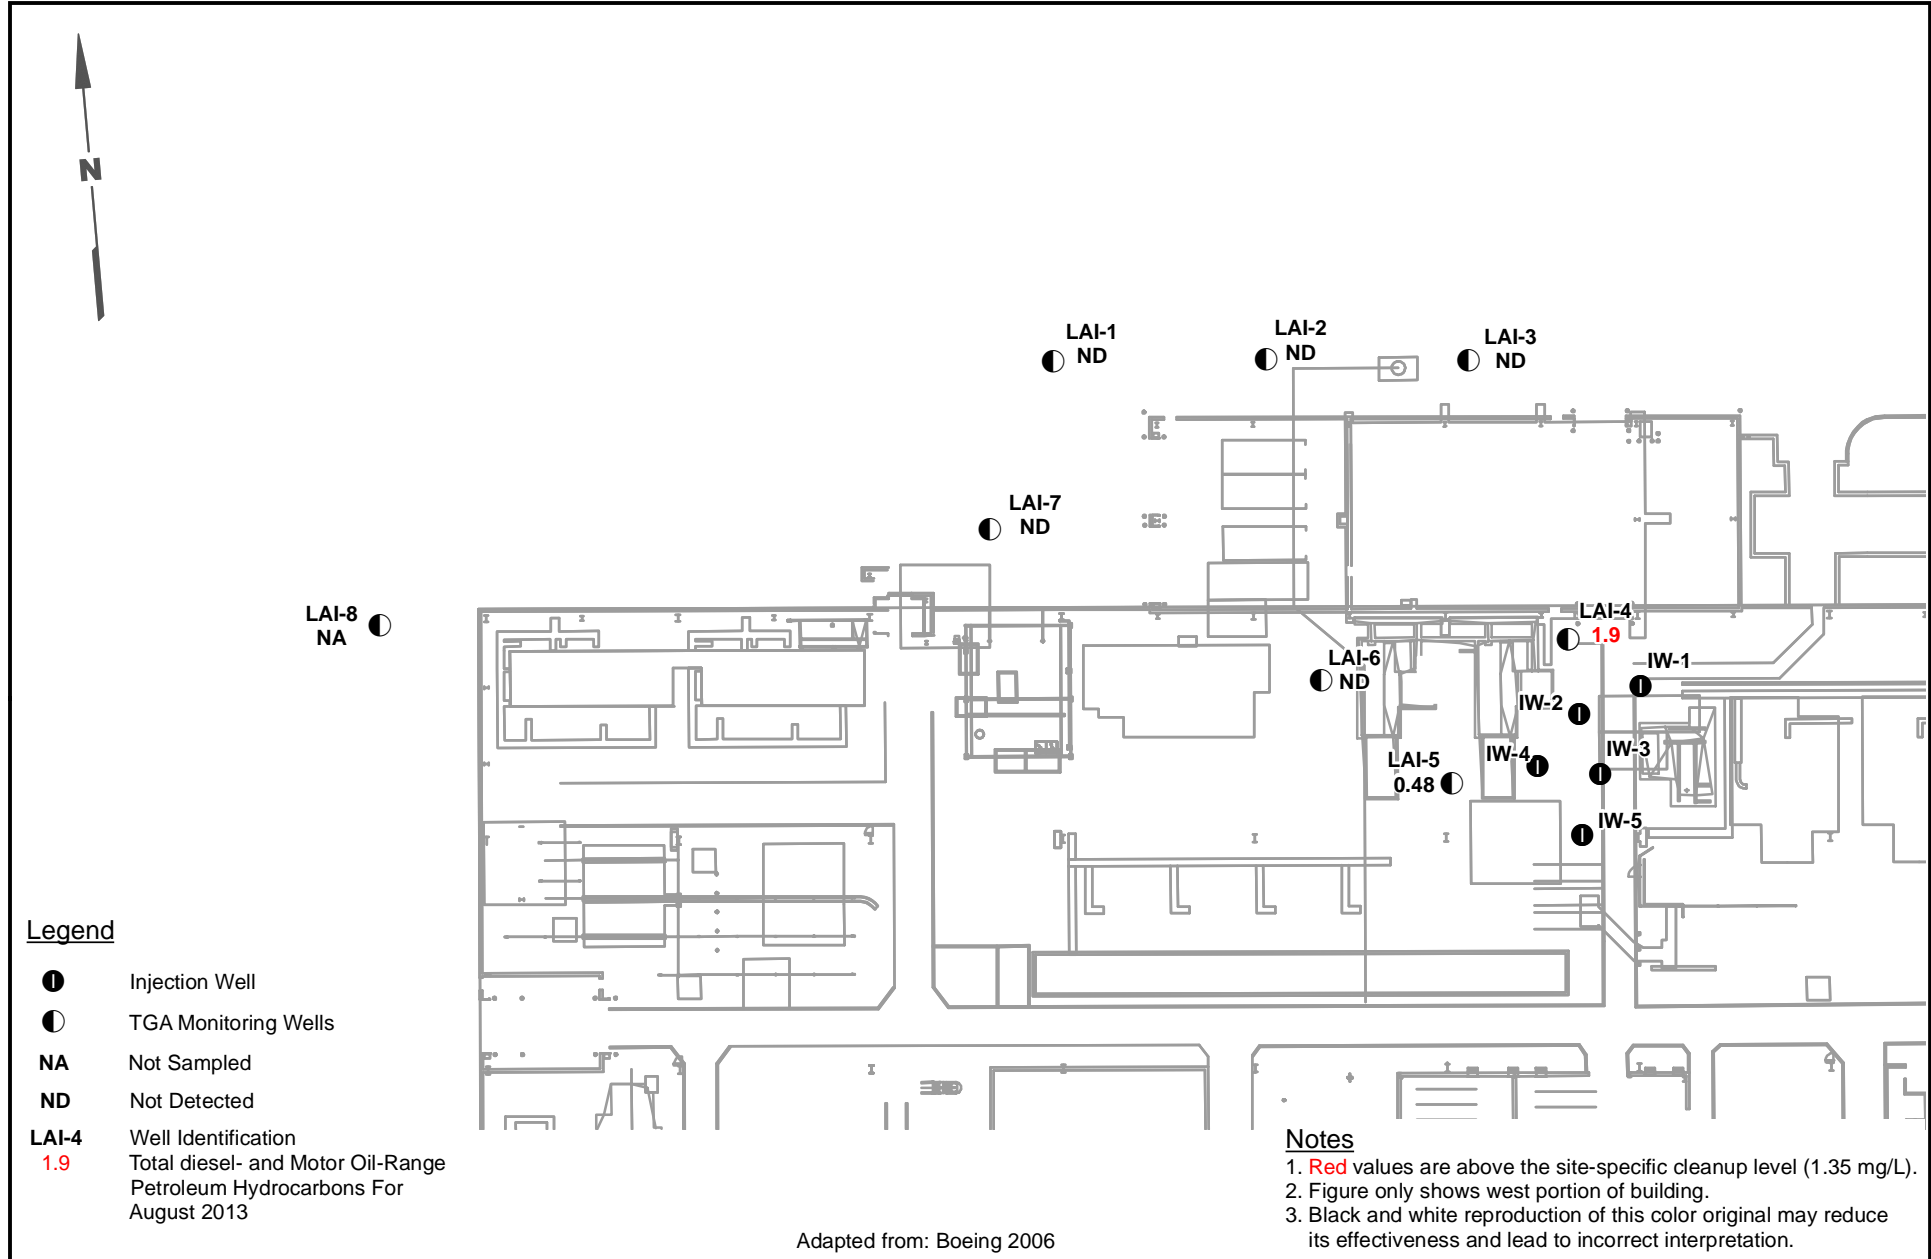 N
LAI-1
ND
LAI-2
ND
LAI-3
ND
LAI-7
ND
LAI-8
NA
LAI-4
1.9
LAI-6
ND
IW-1
IW-2
IW-3
IW-4
LAI-5
0.48
IW-5
Legend
Injection Well
TGA Monitoring Wells
NA Not Sampled
ND Not Detected
LAI-4 Well Identification
1.9 Total diesel- and Motor Oil-Range
Petroleum Hydrocarbons For
August 2013
Adapted from: Boeing 2006
Notes
1. Red values are above the site-specific cleanup level (1.35 mg/L).
2. Figure only shows west portion of building.
3. Black and white reproduction of this color original may reduce
its effectiveness and lead to incorrect interpretation.